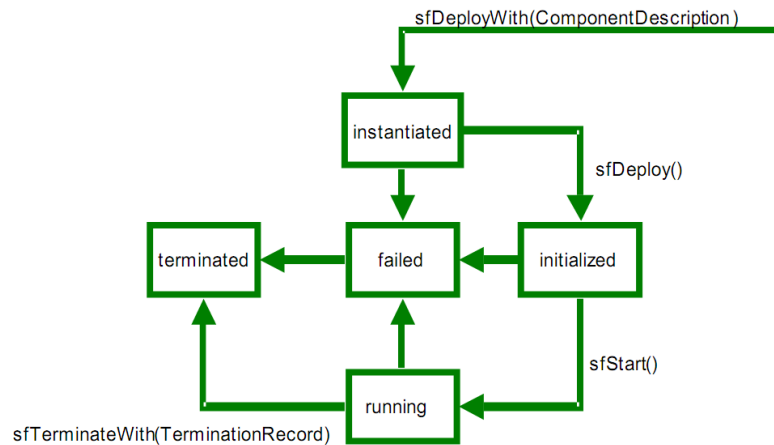 sfDeployWith(ComponentDescription)
instantiated
sfDeploy()
terminated
failed
initialized
sfStart()
running
sfTerminateWith(TerminationRecord)